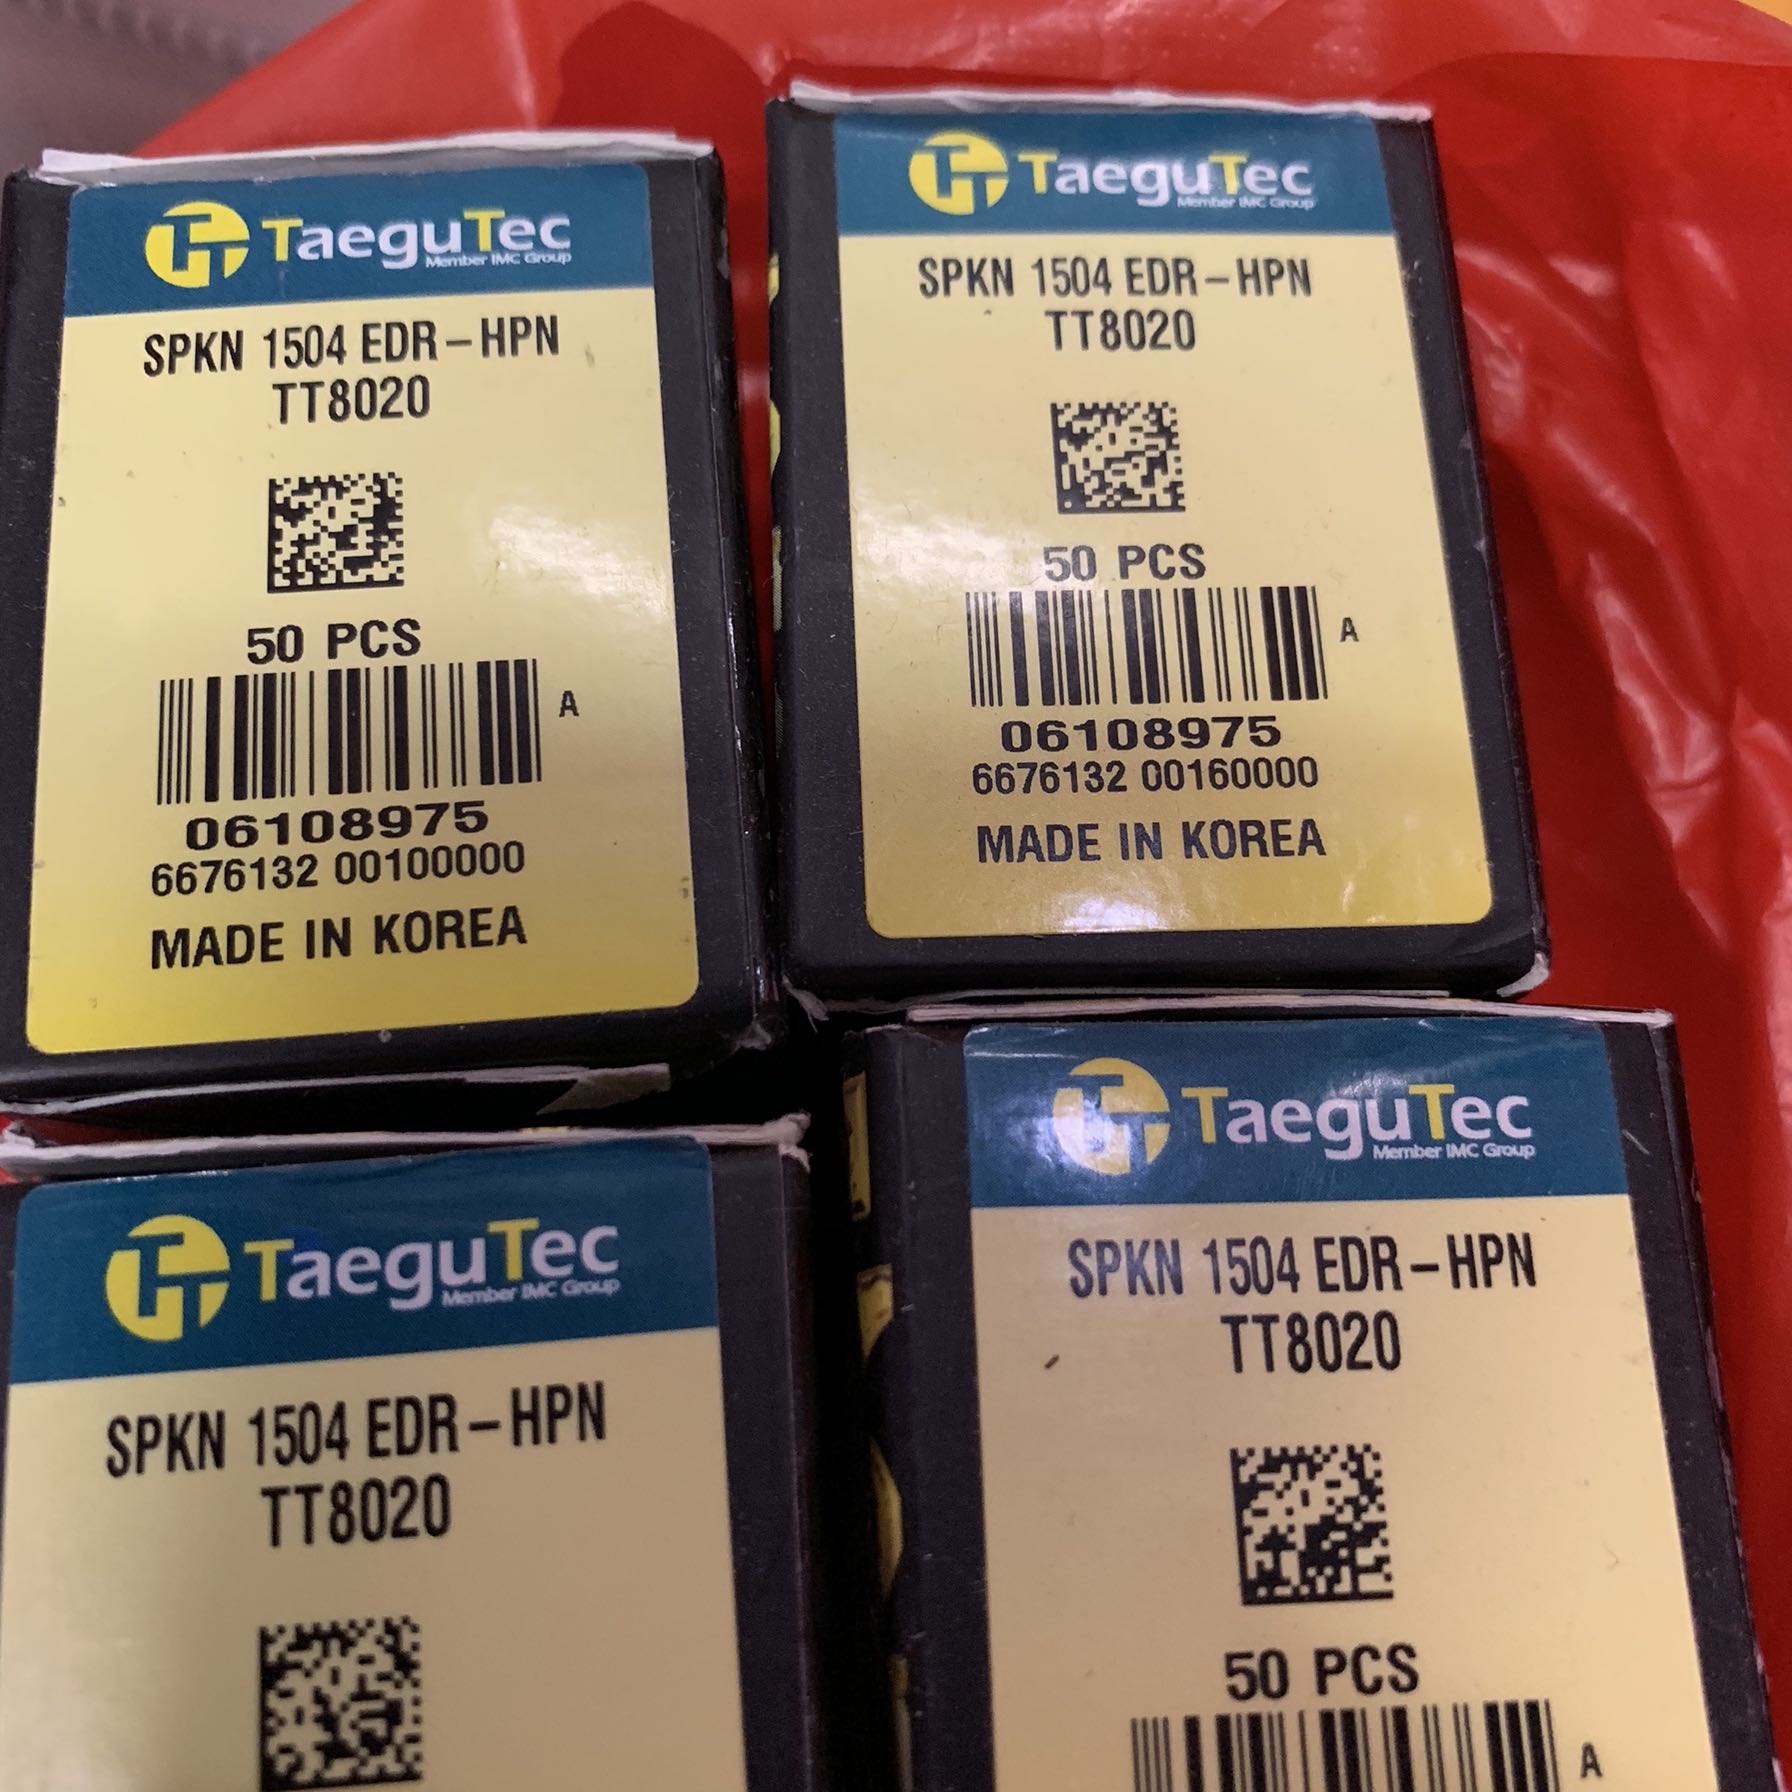 TaeguTec
Member IMC Group
SPKN 1504 EDR-HPN
TT8020
50 PCS
A
06108975
6676132 00100000
MADE IN KOREA
TaeguTec
Member IMC Group
SPKN 1504 EDR-HPN
TT8020
50 PCS
A
06108975
6676132 00160000
MADE IN KOREA
TaeguTec
Member IMC Group
SPKN 1504 EDR-HPN
TT8020
TaeguTec
Member IMC Group
SPKN 1504 EDR-HPN
TT8020
50 PCS
A